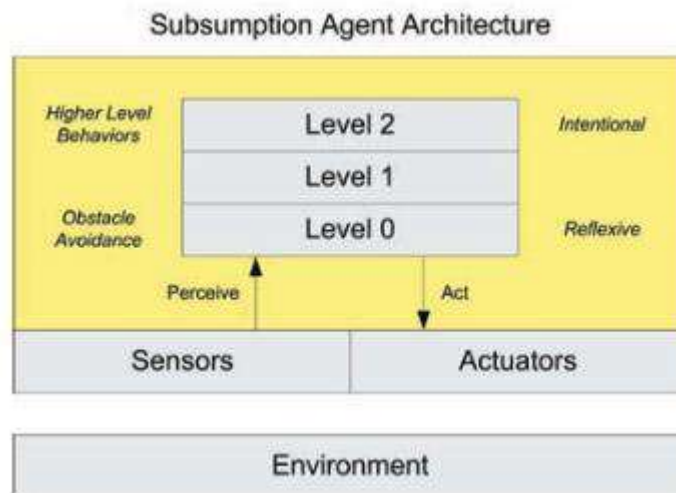 Subsumption Agent Architecture
Higher Level
Behaviors
Level 2
Intentional
Level 1
Obstacle
Avoidance
Level 0
Reflexive
Perceive
Act
Sensors
Actuators
Environment